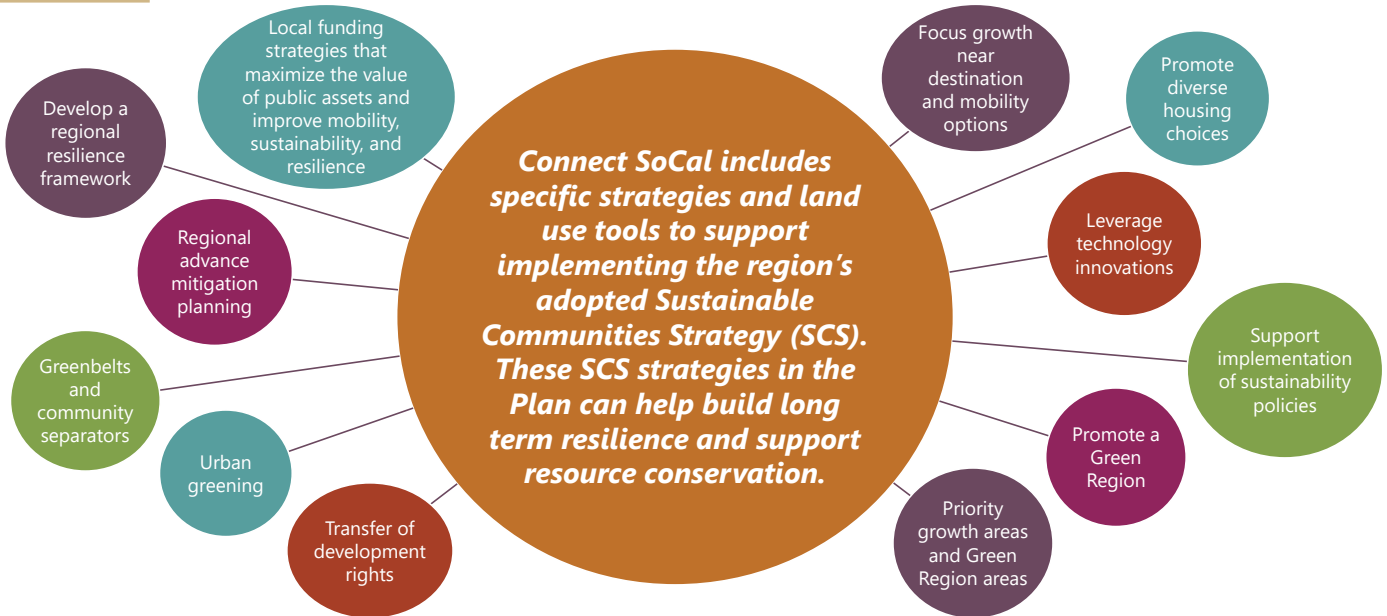 Local funding
strategies that
maximize the value
of public assets and
improve mobility,
sustainability, and
resilience
Develop a
regional
resilience
framework
Regional
advance
mitigation
planning
Greenbelts
and
community
separators
Urban
greening
Transfer of
development
rights
Connect SoCal includes
specific strategies and land
use tools to support
implementing the region’s
adopted Sustainable
Communities Strategy (SCS).
These SCS strategies in the
Plan can help build long
term resilience and support
resource conservation.
Focus growth
near
destination
and mobility
options
Promote
diverse
housing
choices
Leverage
technology
innovations
Support
implementation
of sustainability
policies
Promote a
Green
Region
Priority
growth areas
and Green
Region areas